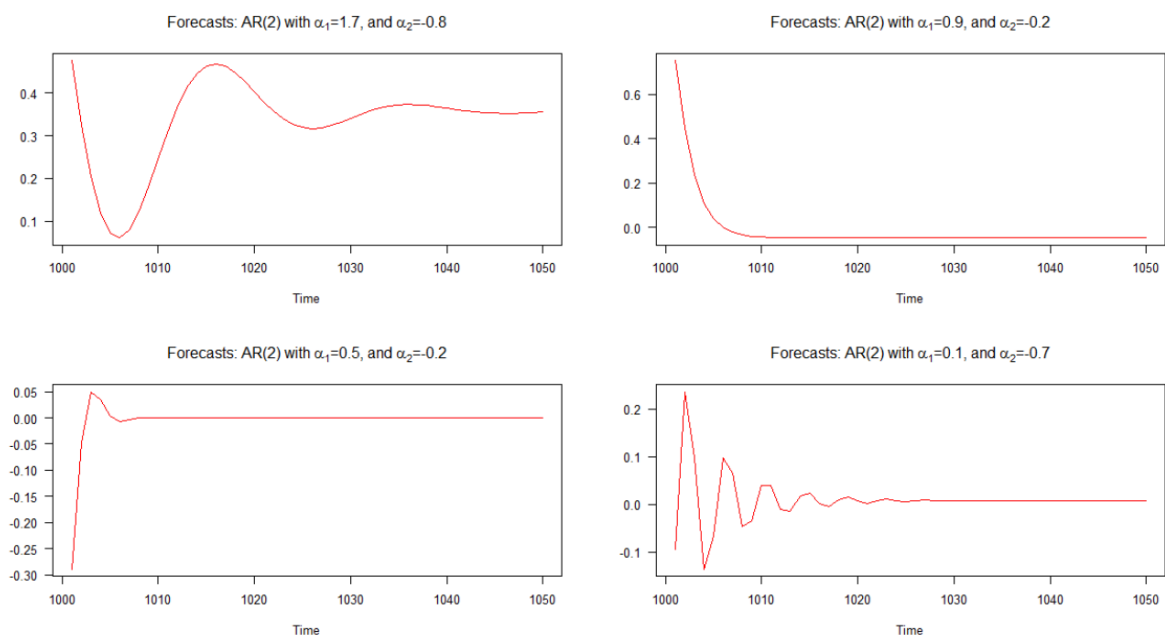 Forecasts: AR(2) with α₁=1.7, and α₂=-0.8
0.4
0.3
0.2
0.1
1000 1010 1020 1030 1040 1050
Time
Forecasts: AR(2) with α₁=0.9, and α₂=-0.2
0.6
0.4
0.2
0.0
1000 1010 1020 1030 1040 1050
Time
Forecasts: AR(2) with α₁=0.5, and α₂=-0.2
0.05
0.00
-0.05
-0.10
-0.15
-0.20
-0.25
-0.30
1000 1010 1020 1030 1040 1050
Time
Forecasts: AR(2) with α₁=0.1, and α₂=-0.7
0.2
0.1
0.0
-0.1
1000 1010 1020 1030 1040 1050
Time